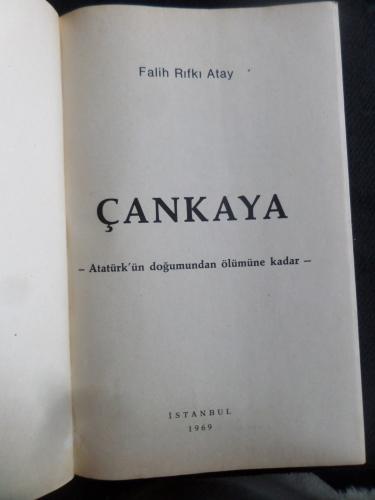 Falih Rıfkı Atay
ÇANKAYA
– Atatürk'ün doğumundan ölümüne kadar –
İSTANBUL
1969